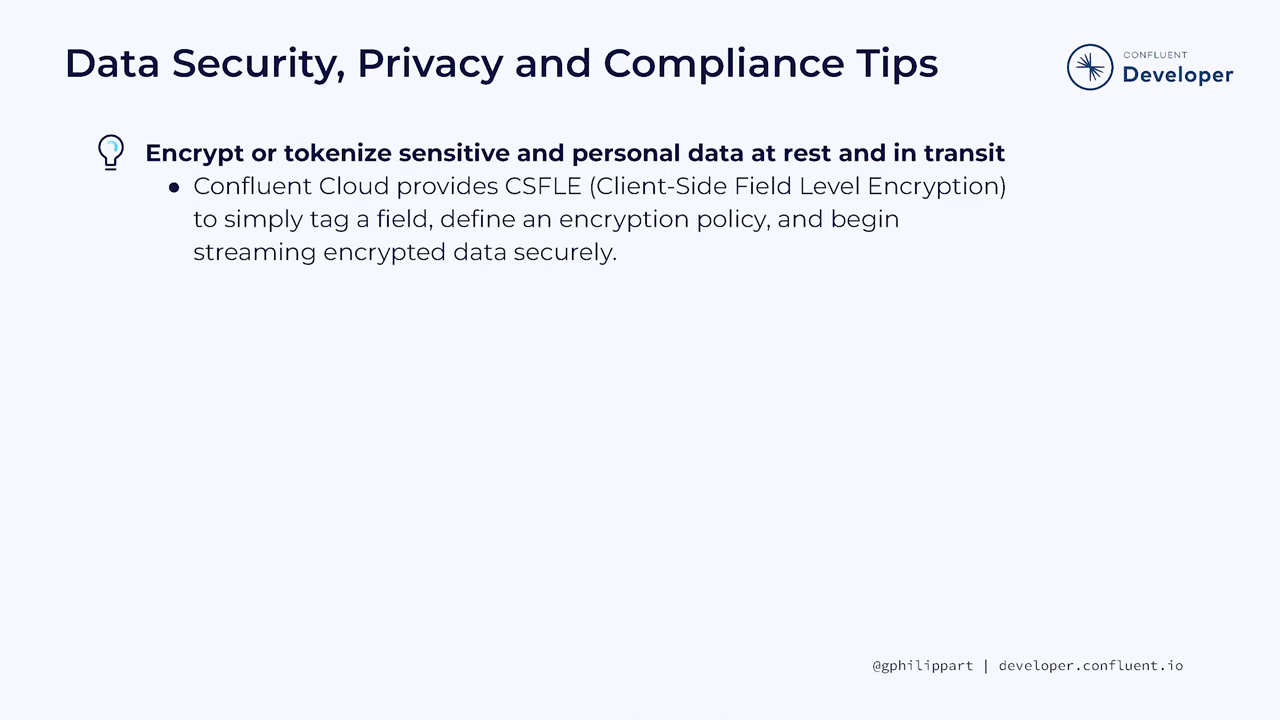 Data Security, Privacy and Compliance Tips
CONFLUENT
Developer
Encrypt or tokenize sensitive and personal data at rest and in transit
● Confluent Cloud provides CSFLE (Client-Side Field Level Encryption)
to simply tag a field, define an encryption policy, and begin
streaming encrypted data securely.
@gphilippart | developer.confluent.io